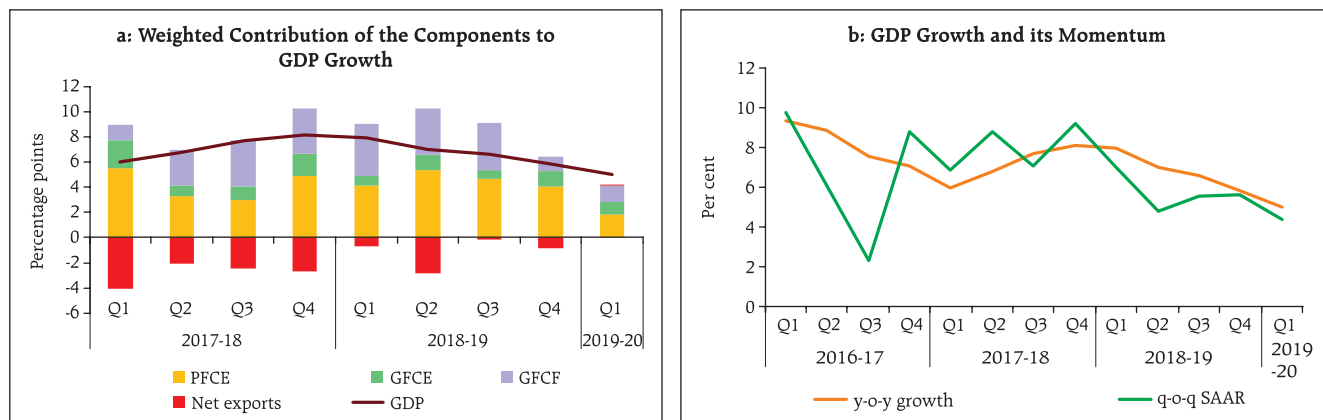 a: Weighted Contribution of the Components to
GDP Growth
Percentage points
12
10
8
6
4
2
0
-2
-4
-6
Q1 Q2 Q3 Q4 Q1 Q2 Q3 Q4 Q1
2017-18 2018-19 2019-20
PFCE GFCE GFCF
Net exports GDP
b: GDP Growth and its Momentum
Per cent
12
10
8
6
4
2
0
Q1 Q2 Q3 Q4 Q1 Q2 Q3 Q4 Q1 Q2 Q3 Q4 Q1
2016-17 2017-18 2018-19 2019
-20
y-o-y growth q-o-q SAAR